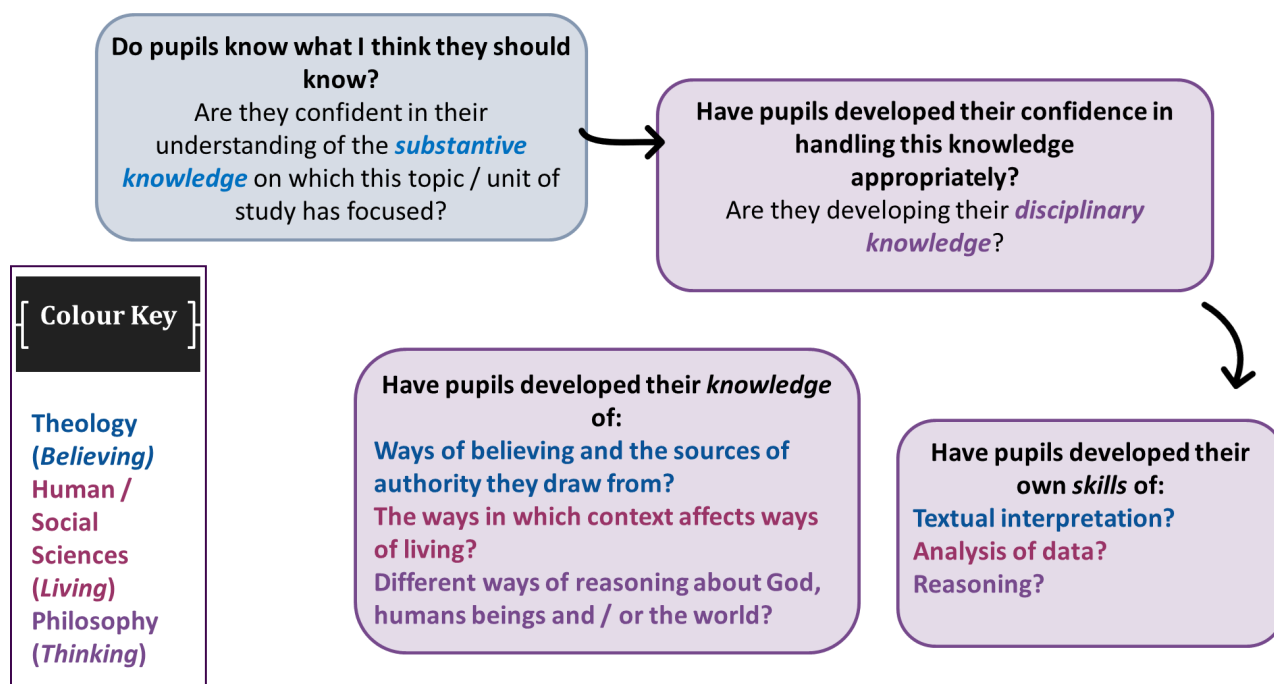 Do pupils know what I think they should
know?
Are they confident in their
understanding of the substantive
knowledge on which this topic / unit of
study has focused?
Have pupils developed their confidence in
handling this knowledge
appropriately?
Are they developing their disciplinary
knowledge?
Colour Key
Theology
(Believing)
Human /
Social
Sciences
(Living)
Philosophy
(Thinking)
Have pupils developed their knowledge
of:
Ways of believing and the sources of
authority they draw from?
The ways in which context affects ways
of living?
Different ways of reasoning about God,
humans beings and / or the world?
Have pupils developed their
own skills of:
Textual interpretation?
Analysis of data?
Reasoning?